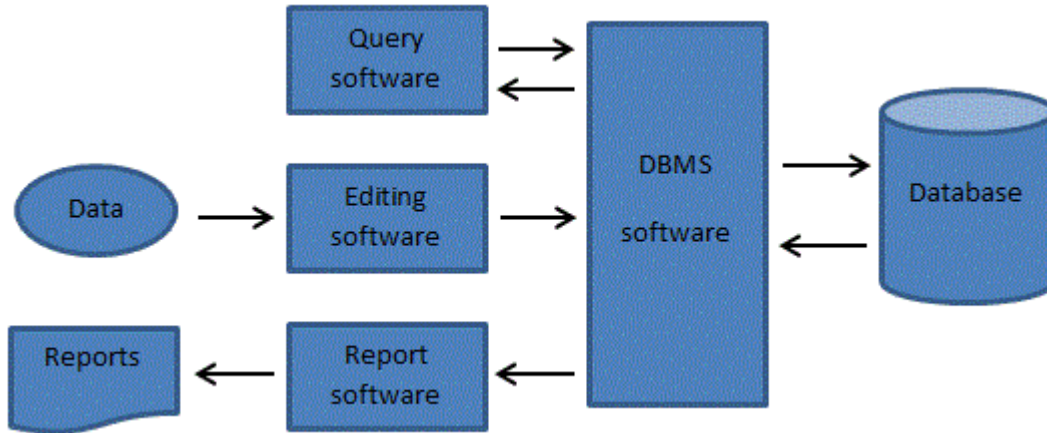 Query
software
Data
Editing
software
DBMS
software
Database
Reports
Report
software